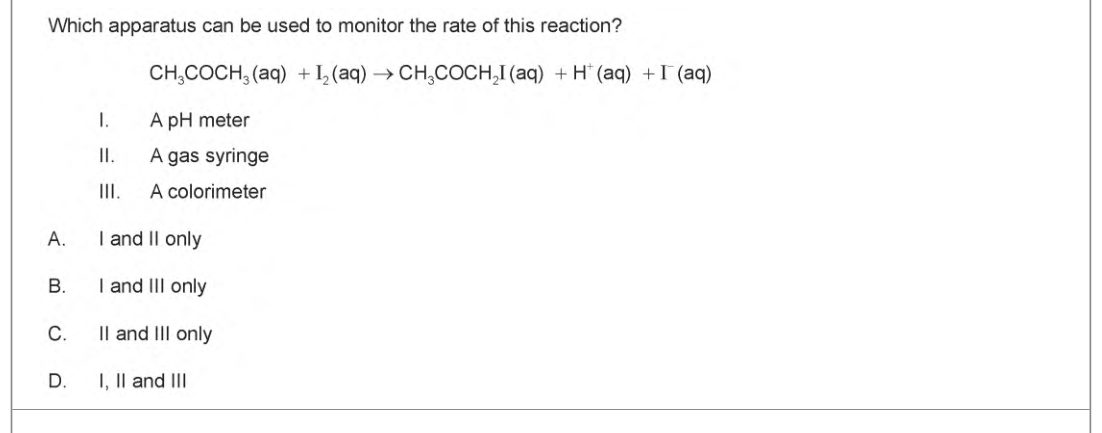 Which apparatus can be used to monitor the rate of this reaction?
CH₃COCH₃(aq) + I₂(aq) → CH₃COCH₂I(aq) + H⁺(aq) + I⁻(aq)
I. A pH meter
II. A gas syringe
III. A colorimeter
A. I and II only
B. I and III only
C. II and III only
D. I, II and III